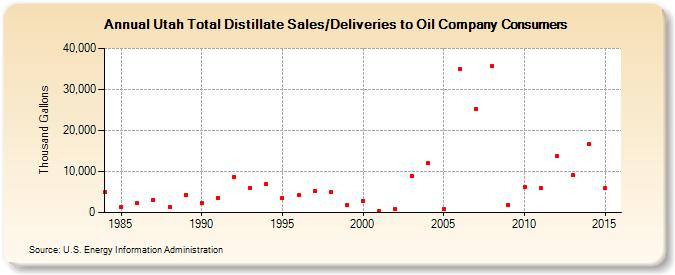 Annual Utah Total Distillate Sales/Deliveries to Oil Company Consumers
Thousand Gallons
40,000
30,000
20,000
10,000
0
1985 1990 1995 2000 2005 2010 2015
Source: U.S. Energy Information Administration